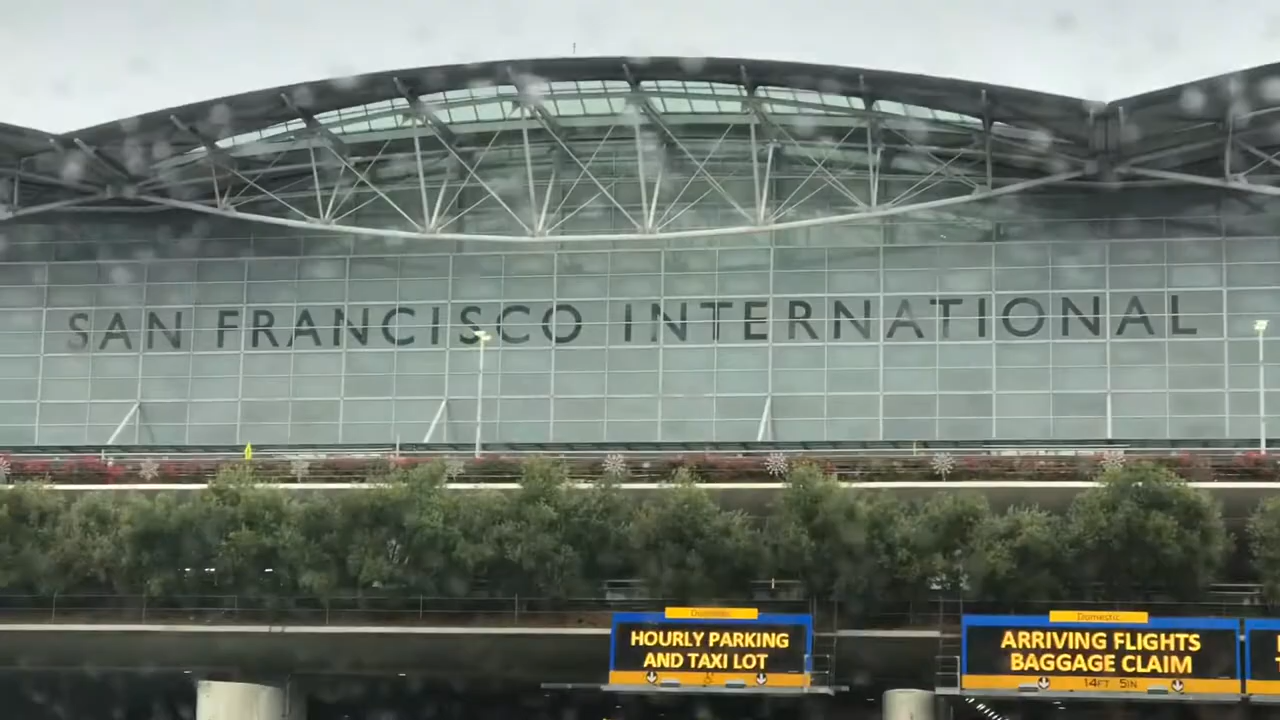 SAN FRANCISCO INTERNATIONAL
Domestic
HOURLY PARKING
AND TAXI LOT
Domestic
ARRIVING FLIGHTS
BAGGAGE CLAIM
14FT 5IN